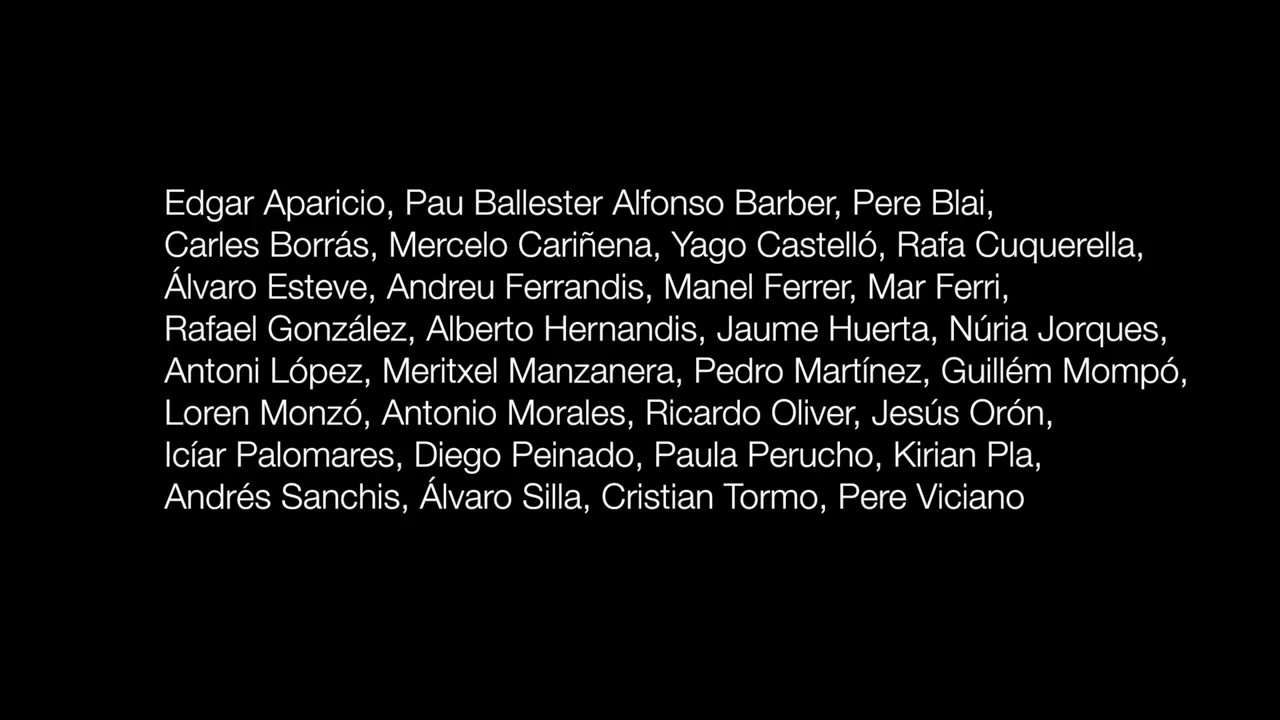 Edgar Aparicio, Pau Ballester Alfonso Barber, Pere Blai,
Carles Borrás, Mercelo Cariñena, Yago Castelló, Rafa Cuquerella,
Álvaro Esteve, Andreu Ferrandis, Manel Ferrer, Mar Ferri,
Rafael González, Alberto Hernandis, Jaume Huerta, Núria Jorques,
Antoni López, Meritxel Manzanera, Pedro Martínez, Guillém Mompó,
Loren Monzó, Antonio Morales, Ricardo Oliver, Jesús Orón,
Icíar Palomares, Diego Peinado, Paula Perucho, Kirian Pla,
Andrés Sanchis, Álvaro Silla, Cristian Tormo, Pere Viciano